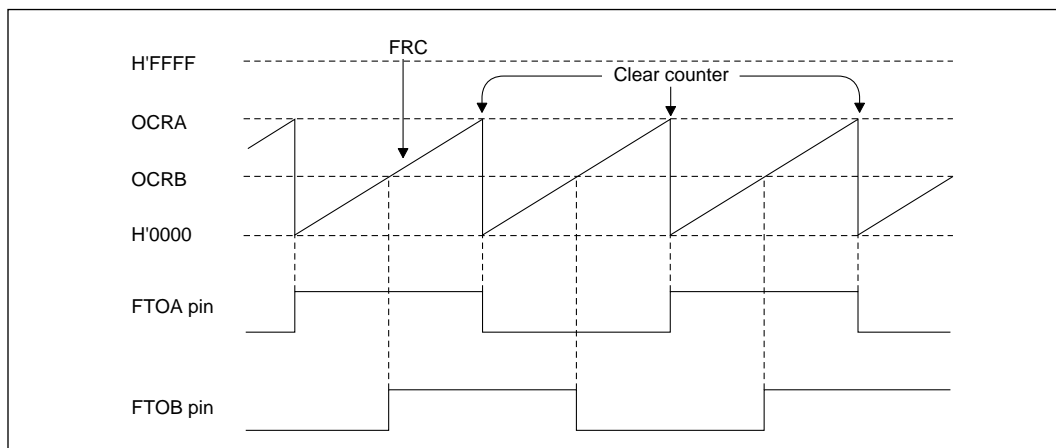 FRC
H'FFFF
Clear counter
OCRA
OCRB
H'0000
FTOA pin
FTOB pin